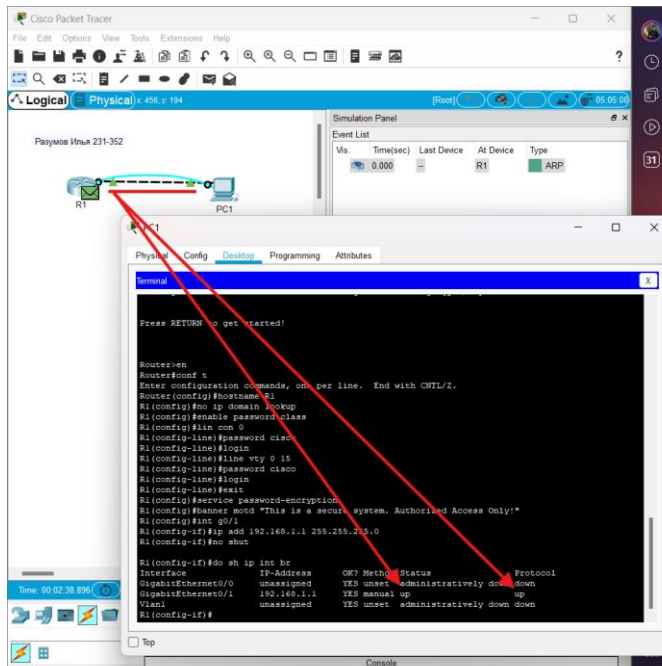 Cisco Packet Tracer
File Edit Options View Tools Extensions Help
?
Logical Physical x: 456, y: 194 [Root] 05:05:00
Simulation Panel
Event List
Vis. Time(sec) Last Device At Device Type
0.000 -- R1 ARP
31
Разумов Илья 231-352
R1
PC1
PC1
Physical Config Desktop Programming Attributes
Terminal X
Press RETURN to get started!
Router>en
Router#conf t
Enter configuration commands, one per line. End with CNTL/Z.
Router(config)#hostname R1
R1(config)#no ip domain lookup
R1(config)#enable password class
R1(config)#lin con 0
R1(config-line)#password cisco
R1(config-line)#login
R1(config-line)#line vty 0 15
R1(config-line)#password cisco
R1(config-line)#login
R1(config-line)#exit
R1(config)#service password-encryption
R1(config)#banner motd "This is a secure system. Authorized Access Only!"
R1(config)#int g0/1
R1(config-if)#ip add 192.168.1.1 255.255.255.0
R1(config-if)#no shut
R1(config-if)#do sh ip int br
Interface IP-Address OK? Method Status Protocol
GigabitEthernet0/0 unassigned YES unset administratively down down
GigabitEthernet0/1 192.168.1.1 YES manual up up
Vlan1 unassigned YES unset administratively down down
R1(config-if)#
Time: 00:02:38.896
Top
Console